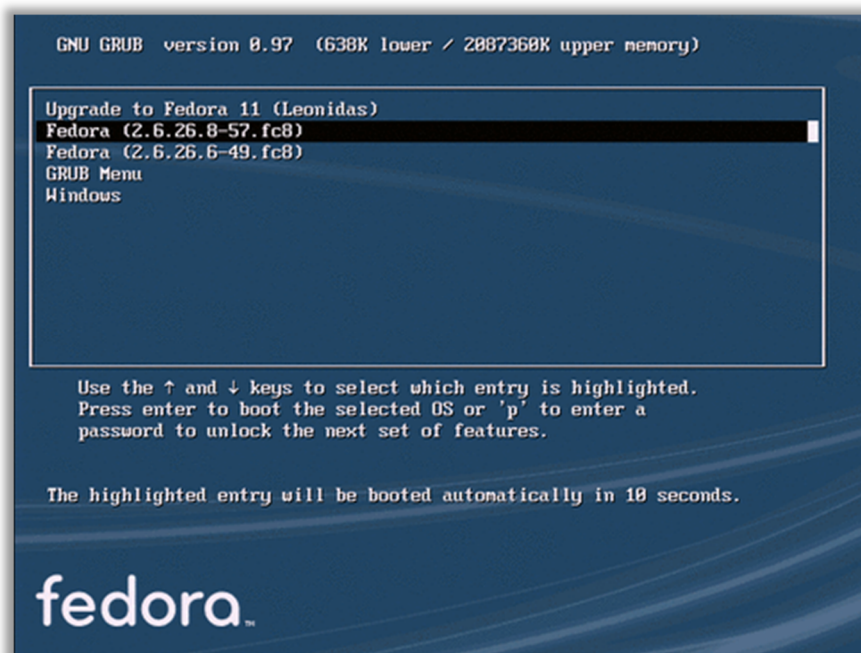 GNU GRUB version 0.97 (638K lower / 2087360K upper memory)
Upgrade to Fedora 11 (Leonidas)
Fedora (2.6.26.8-57.fc8)
Fedora (2.6.26.6-49.fc8)
GRUB Menu
Windows
Use the ↑ and ↓ keys to select which entry is highlighted.
Press enter to boot the selected OS or 'p' to enter a
password to unlock the next set of features.
The highlighted entry will be booted automatically in 10 seconds.
fedora™